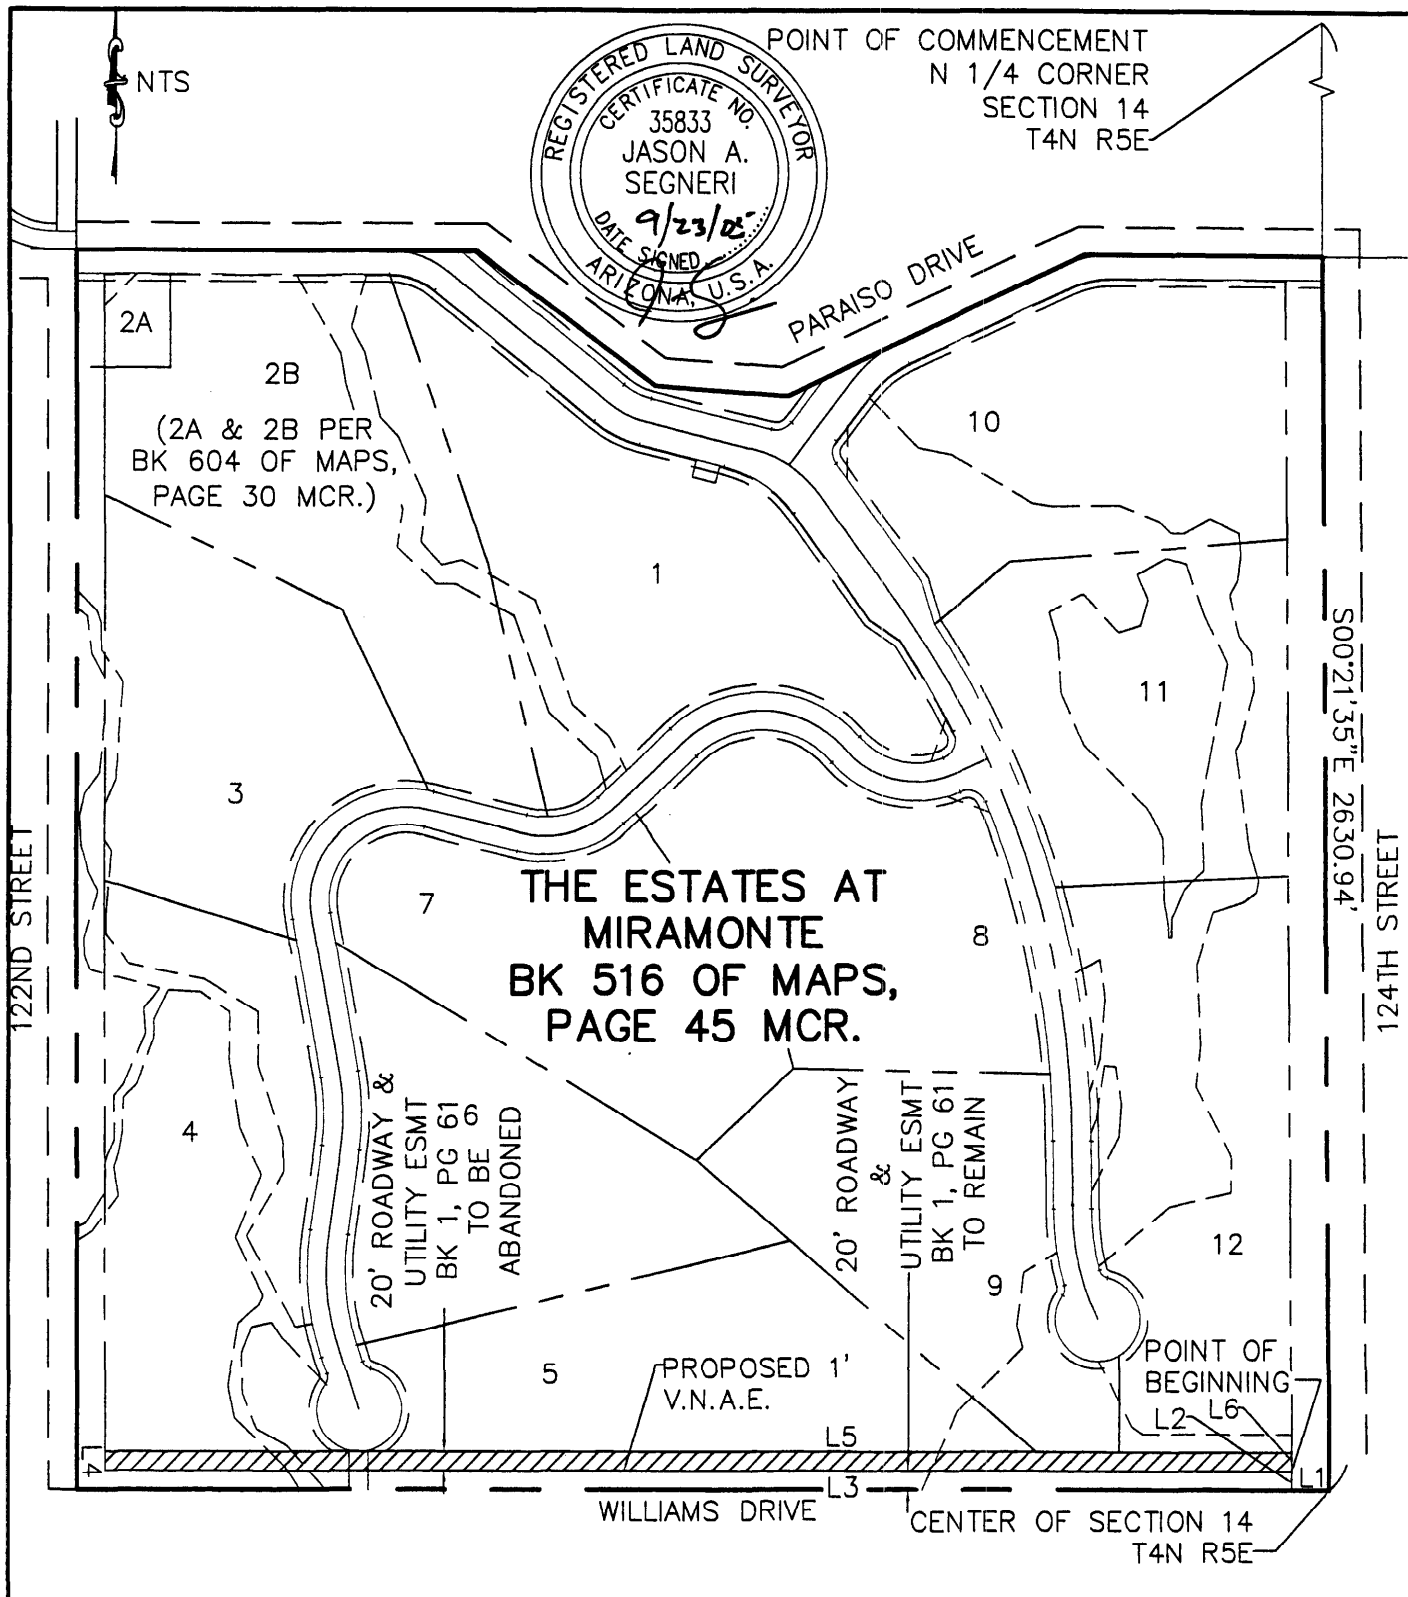 NTS
REGISTERED LAND SURVEYOR
CERTIFICATE NO.
35833
JASON A.
SEGNERI
9/23/05
DATE SIGNED
ARIZONA, U.S.A.
POINT OF COMMENCEMENT
N 1/4 CORNER
SECTION 14
T4N R5E
PARAISO DRIVE
2A
2B
(2A & 2B PER
BK 604 OF MAPS,
PAGE 30 MCR.)
10
1
11
S00°21'35"E 2630.94'
3
122ND STREET
124TH STREET
7
THE ESTATES AT
MIRAMONTE
BK 516 OF MAPS,
PAGE 45 MCR.
8
4
20' ROADWAY &
UTILITY ESMT
BK 1, PG 61
TO BE
ABANDONED
6
20' ROADWAY
&
UTILITY ESMT
BK 1, PG 61
TO REMAIN
9
12
5
PROPOSED 1'
V.N.A.E.
POINT OF
BEGINNING
L2
L6
L5
L4
L3
L1
WILLIAMS DRIVE
CENTER OF SECTION 14
T4N R5E